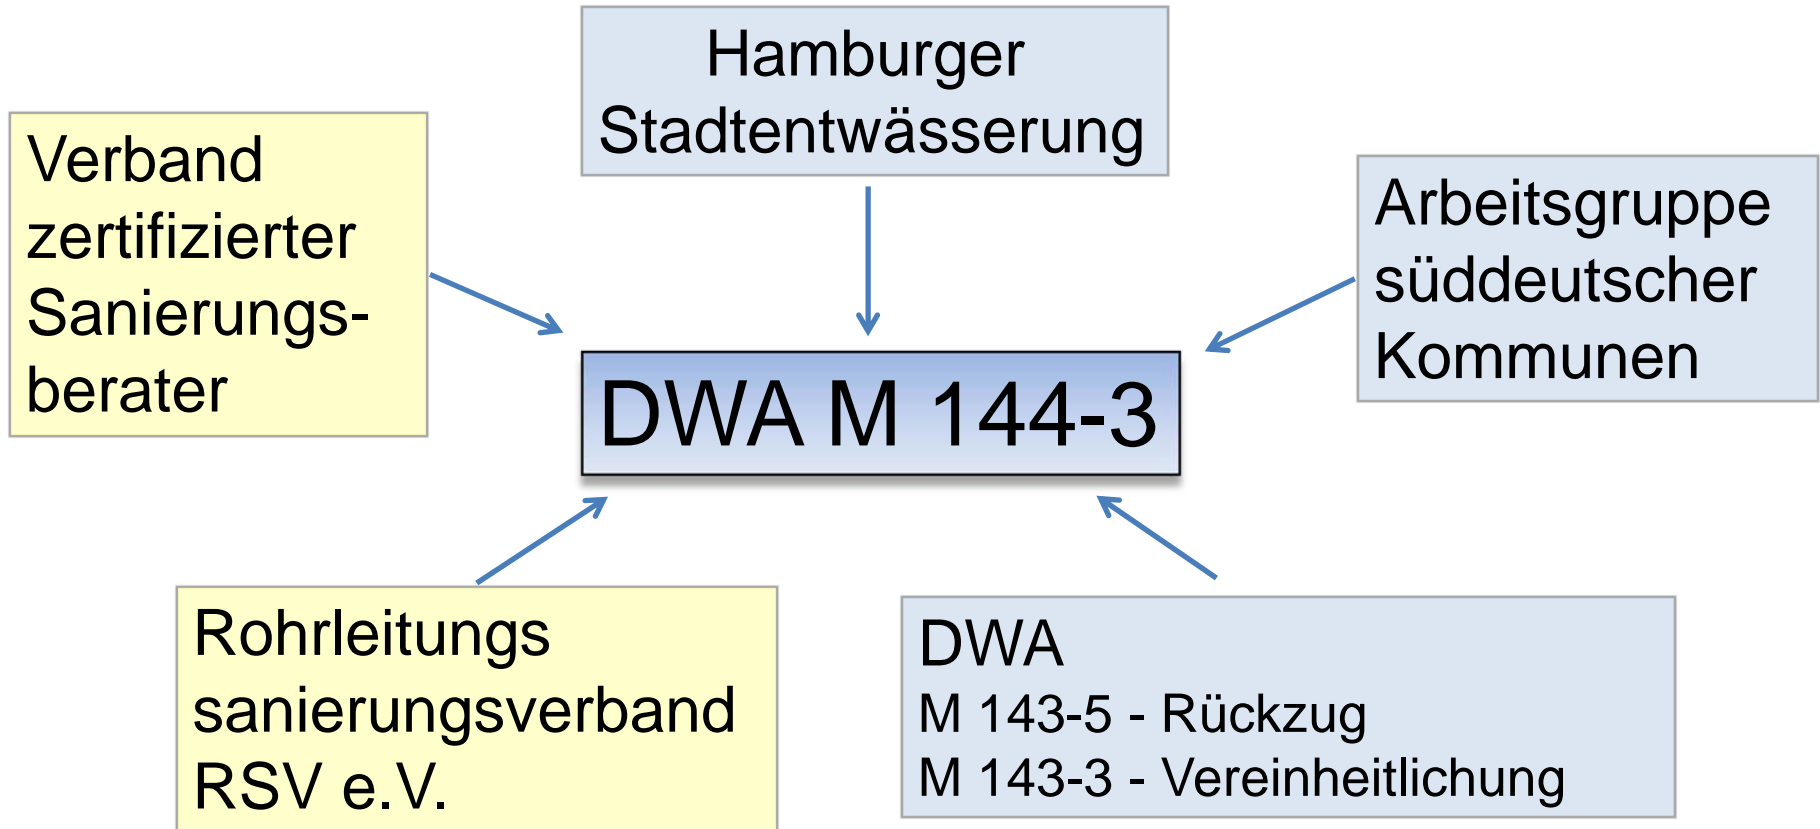 Hamburger
Stadtentwässerung
Verband
zertifizierter
Sanierungs-
berater
Arbeitsgruppe
süddeutscher
Kommunen
DWA M 144-3
Rohrleitungs
sanierungsverband
RSV e.V.
DWA
M 143-5 - Rückzug
M 143-3 - Vereinheitlichung